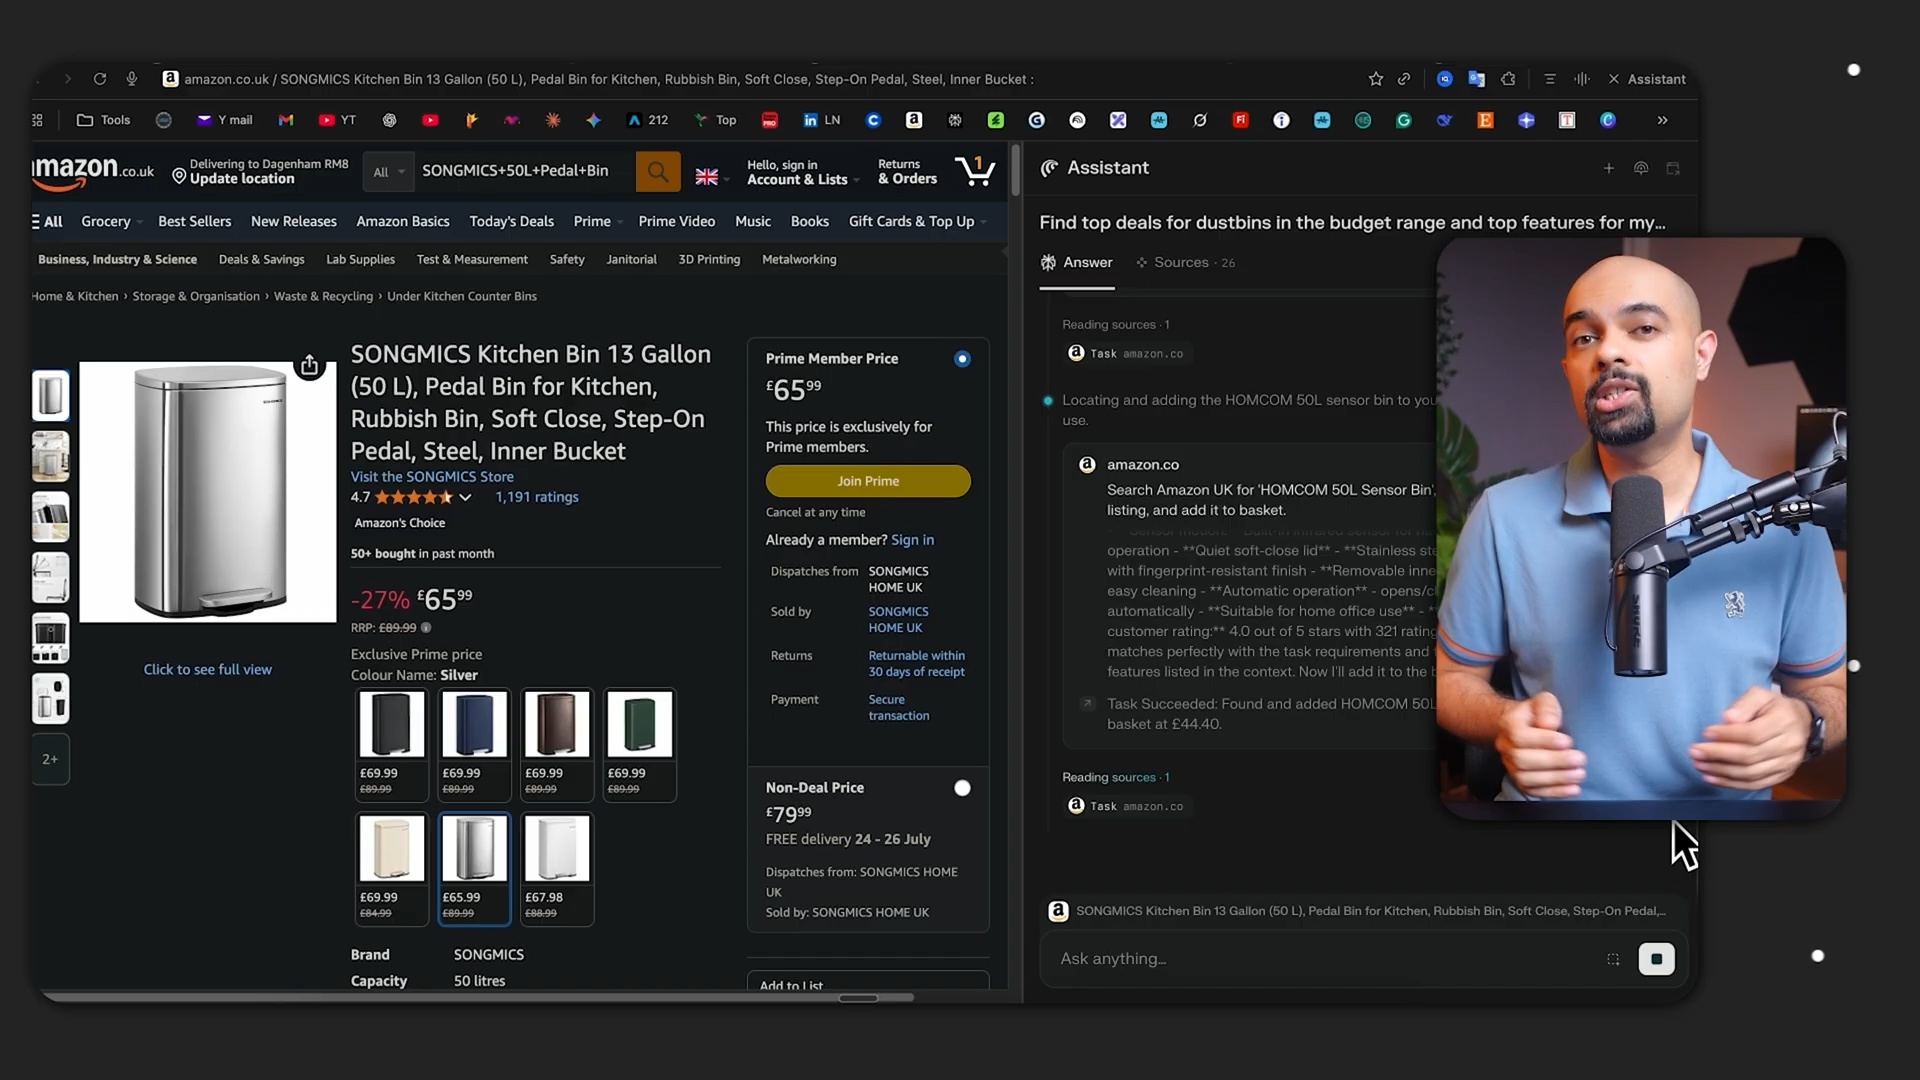 amazon.co.uk / SONGMICS Kitchen Bin 13 Gallon (50 L), Pedal Bin for Kitchen, Rubbish Bin, Soft Close, Step-On Pedal, Steel, Inner Bucket :
Assistant
Tools
Y mail
YT
212
Top
LN
»
amazon.co.uk
Delivering to Dagenham RM8
Update location
All
SONGMICS+50L+Pedal+Bin
Hello, sign in
Account & Lists
Returns
& Orders
1
All
Grocery
Best Sellers
New Releases
Amazon Basics
Today's Deals
Prime
Prime Video
Music
Books
Gift Cards & Top Up
Business, Industry & Science
Deals & Savings
Lab Supplies
Test & Measurement
Safety
Janitorial
3D Printing
Metalworking
Home & Kitchen › Storage & Organisation › Waste & Recycling › Under Kitchen Counter Bins
2+
Click to see full view
SONGMICS Kitchen Bin 13 Gallon
(50 L), Pedal Bin for Kitchen,
Rubbish Bin, Soft Close, Step-On
Pedal, Steel, Inner Bucket
Visit the SONGMICS Store
4.7
1,191 ratings
Amazon's Choice
50+ bought in past month
-27% £6599
RRP: £89.99
Exclusive Prime price
Colour Name: Silver
£69.99
£89.99
£69.99
£89.99
£69.99
£89.99
£69.99
£89.99
£69.99
£84.99
£65.99
£89.99
£67.98
£88.99
Brand SONGMICS
Capacity 50 litres
Prime Member Price
£6599
This price is exclusively for
Prime members.
Join Prime
Cancel at any time
Already a member? Sign in
Dispatches from SONGMICS
HOME UK
Sold by SONGMICS
HOME UK
Returns Returnable within
30 days of receipt
Payment Secure
transaction
Non-Deal Price
£7999
FREE delivery 24 - 26 July
Dispatches from: SONGMICS HOME
UK
Sold by: SONGMICS HOME UK
Add to List
Assistant
Find top deals for dustbins in the budget range and top features for my...
Answer
Sources · 26
Reading sources · 1
Task amazon.co
Locating and adding the HOMCOM 50L sensor bin to you
use.
amazon.co
Search Amazon UK for 'HOMCOM 50L Sensor Bin',
listing, and add it to basket.
operation - **Quiet soft-close lid** - **Stainless ste
with fingerprint-resistant finish - **Removable inne
easy cleaning - **Automatic operation** - opens/c
automatically - **Suitable for home office use** - *
customer rating:** 4.0 out of 5 stars with 321 rating
matches perfectly with the task requirements and
features listed in the context. Now I'll add it to the b
Task Succeeded: Found and added HOMCOM 50L
basket at £44.40.
Reading sources · 1
Task amazon.co
SONGMICS Kitchen Bin 13 Gallon (50 L), Pedal Bin for Kitchen, Rubbish Bin, Soft Close, Step-On Pedal,...
Ask anything...
SHURE